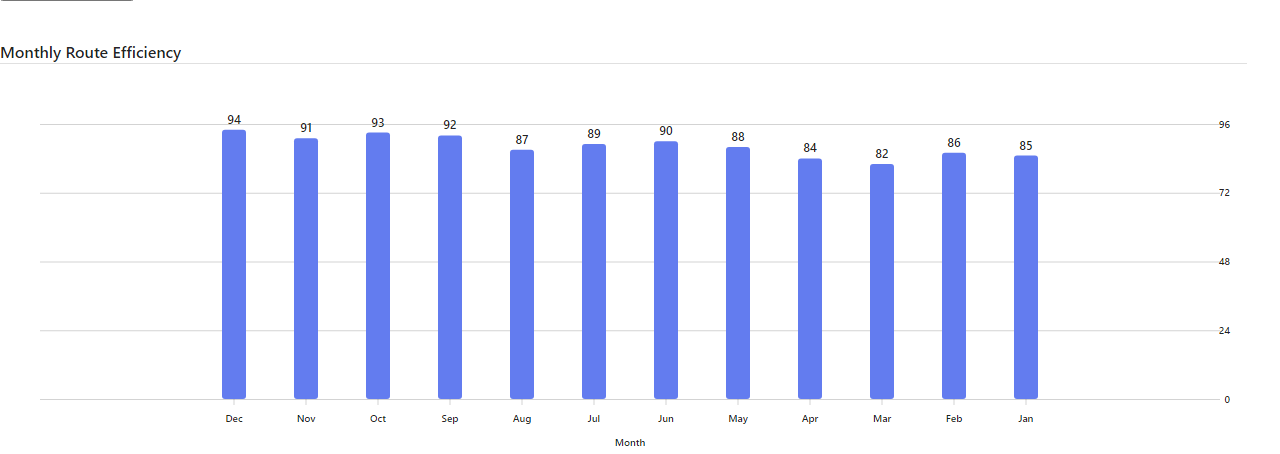 Monthly Route Efficiency
94 91 93 92 87 89 90 88 84 82 86 85
96
72
48
24
0
Dec Nov Oct Sep Aug Jul Jun May Apr Mar Feb Jan
Month